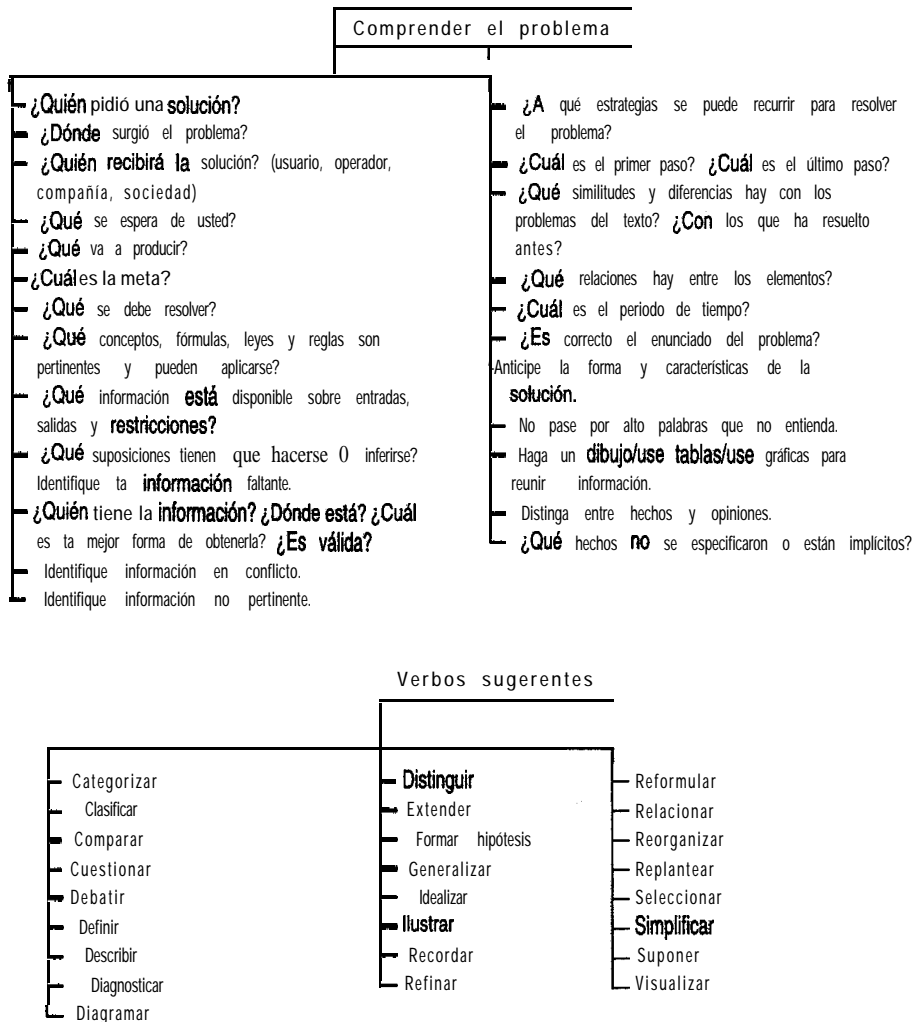 Comprender el problema
¿Quién pidió una solución?
¿Dónde surgió el problema?
¿Quién recibirá la solución? (usuario, operador,
compañía, sociedad)
¿Qué se espera de usted?
¿Qué va a producir?
¿Cuál es la meta?
¿Qué se debe resolver?
¿Qué conceptos, fórmulas, leyes y reglas son
pertinentes y pueden aplicarse?
¿Qué información está disponible sobre entradas,
salidas y restricciones?
¿Qué suposiciones tienen que hacerse 0 inferirse?
Identifique ta información faltante.
¿Quién tiene la información? ¿Dónde está? ¿Cuál
es ta mejor forma de obtenerla? ¿Es válida?
Identifique información en conflicto.
Identifique información no pertinente.
¿A qué estrategias se puede recurrir para resolver
el problema?
¿Cuál es el primer paso? ¿Cuál es el último paso?
¿Qué similitudes y diferencias hay con los
problemas del texto? ¿Con los que ha resuelto
antes?
¿Qué relaciones hay entre los elementos?
¿Cuál es el periodo de tiempo?
¿Es correcto el enunciado del problema?
Anticipe la forma y características de la
solución.
No pase por alto palabras que no entienda.
Haga un dibujo/use tablas/use gráficas para
reunir información.
Distinga entre hechos y opiniones.
¿Qué hechos no se especificaron o están implícitos?
Verbos sugerentes
Categorizar
Clasificar
Comparar
Cuestionar
Debatir
Definir
Describir
Diagnosticar
Diagramar
Distinguir
Extender
Formar hipótesis
Generalizar
Idealizar
Ilustrar
Recordar
Refinar
Reformular
Relacionar
Reorganizar
Replantear
Seleccionar
Simplificar
Suponer
Visualizar